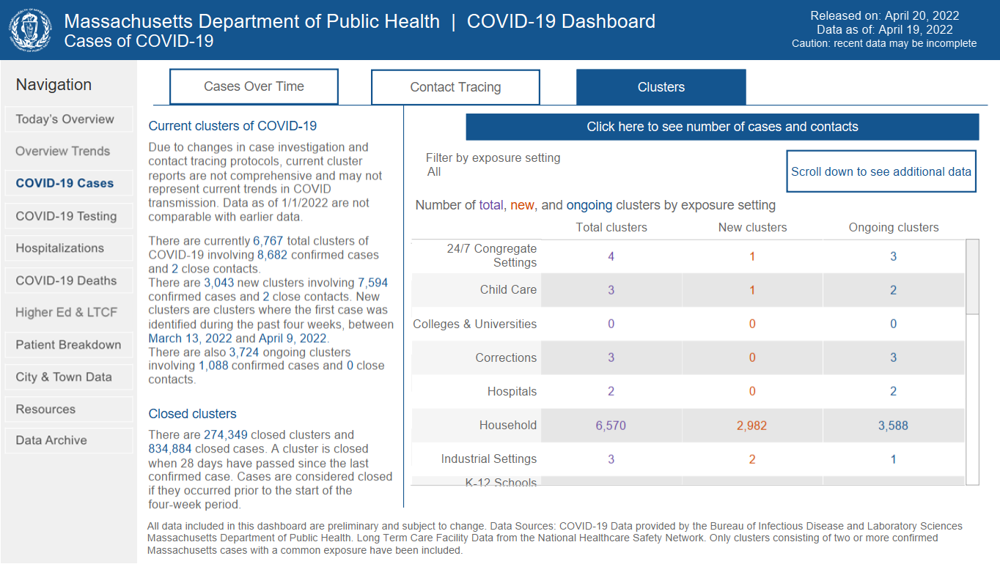 Massachusetts Department of Public Health | COVID-19 Dashboard
Cases of COVID-19
Released on: April 20, 2022
Data as of: April 19, 2022
Caution: recent data may be incomplete
Navigation
Today's Overview
Overview Trends
COVID-19 Cases
COVID-19 Testing
Hospitalizations
COVID-19 Deaths
Higher Ed & LTCF
Patient Breakdown
City & Town Data
Resources
Data Archive
Cases Over Time
Contact Tracing
Clusters
Current clusters of COVID-19
Due to changes in case investigation and
contact tracing protocols, current cluster
reports are not comprehensive and may not
represent current trends in COVID
transmission. Data as of 1/1/2022 are not
comparable with earlier data.
There are currently 6,767 total clusters of
COVID-19 involving 8,682 confirmed cases
and 2 close contacts.
There are 3,043 new clusters involving 7,594
confirmed cases and 2 close contacts. New
clusters are clusters where the first case was
identified during the past four weeks, between
March 13, 2022 and April 9, 2022.
There are also 3,724 ongoing clusters
involving 1,088 confirmed cases and 0 close
contacts.
Closed clusters
There are 274,349 closed clusters and
834,884 closed cases. A cluster is closed
when 28 days have passed since the last
confirmed case. Cases are considered closed
if they occurred prior to the start of the
four-week period.
Click here to see number of cases and contacts
Filter by exposure setting
All
Scroll down to see additional data
Number of total, new, and ongoing clusters by exposure setting
Total clusters New clusters Ongoing clusters
24/7 Congregate
Settings 4 1 3
Child Care 3 1 2
Colleges & Universities 0 0 0
Corrections 3 0 3
Hospitals 2 0 2
Household 6,570 2,982 3,588
Industrial Settings 3 2 1
K-12 Schools
All data included in this dashboard are preliminary and subject to change. Data Sources: COVID-19 Data provided by the Bureau of Infectious Disease and Laboratory Sciences
Massachusetts Department of Public Health. Long Term Care Facility Data from the National Healthcare Safety Network. Only clusters consisting of two or more confirmed
Massachusetts cases with a common exposure have been included.